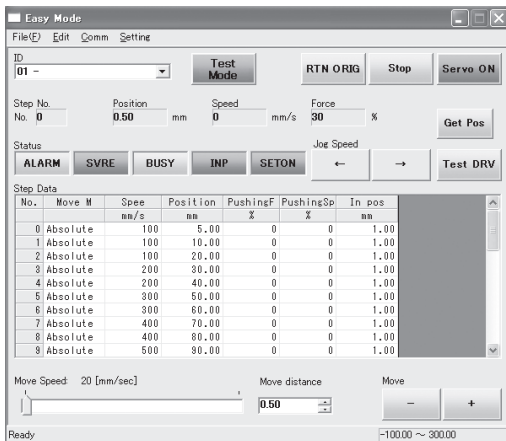 Easy Mode
File(F) Edit Comm Setting
ID
01 -
Test Mode
RTN ORIG
Stop
Servo ON
Step No. Position Speed Force
No. 0 0.50 mm 0 mm/s 30 %
Get Pos
Status Jog Speed
ALARM SVRE BUSY INP SETON ← → Test DRV
Step Data
No. Move M Spee Position PushingF PushingSp In pos
mm/s mm % % mm
0 Absolute 100 5.00 0 0 1.00
1 Absolute 100 10.00 0 0 1.00
2 Absolute 100 20.00 0 0 1.00
3 Absolute 200 30.00 0 0 1.00
4 Absolute 200 40.00 0 0 1.00
5 Absolute 300 50.00 0 0 1.00
6 Absolute 300 60.00 0 0 1.00
7 Absolute 400 70.00 0 0 1.00
8 Absolute 400 80.00 0 0 1.00
9 Absolute 500 90.00 0 0 1.00
Move Speed: 20 [mm/sec] Move distance Move
0.50 - +
Ready -100.00 ~ 300.00